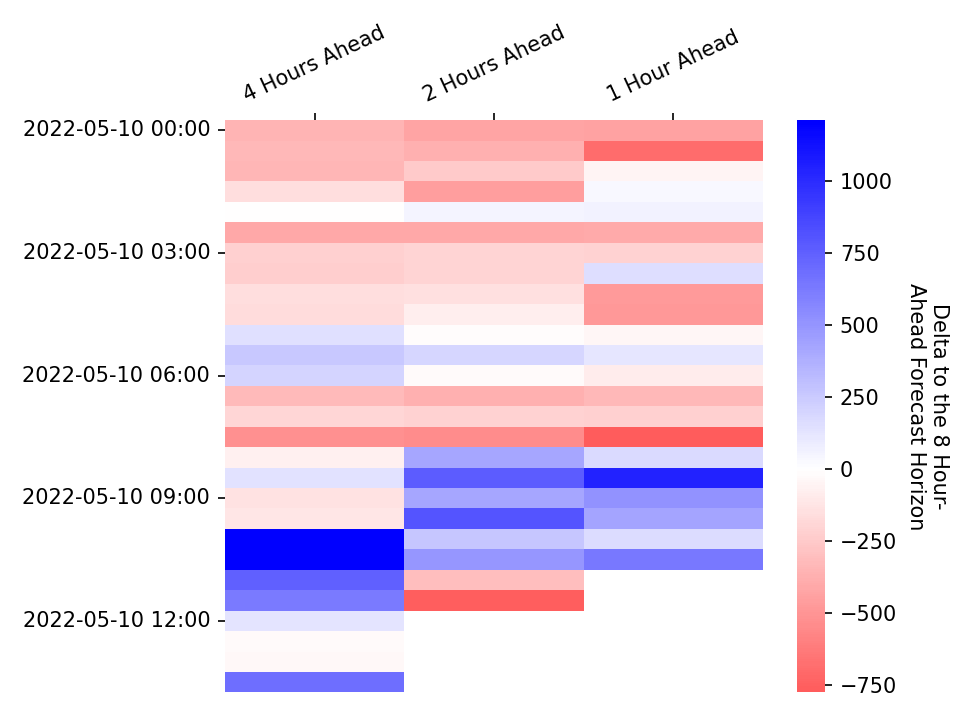 4 Hours Ahead
2 Hours Ahead
1 Hour Ahead
2022-05-10 00:00
2022-05-10 03:00
2022-05-10 06:00
2022-05-10 09:00
2022-05-10 12:00
1000
750
500
250
0
−250
−500
−750
Delta to the 8 Hour-
Ahead Forecast Horizon